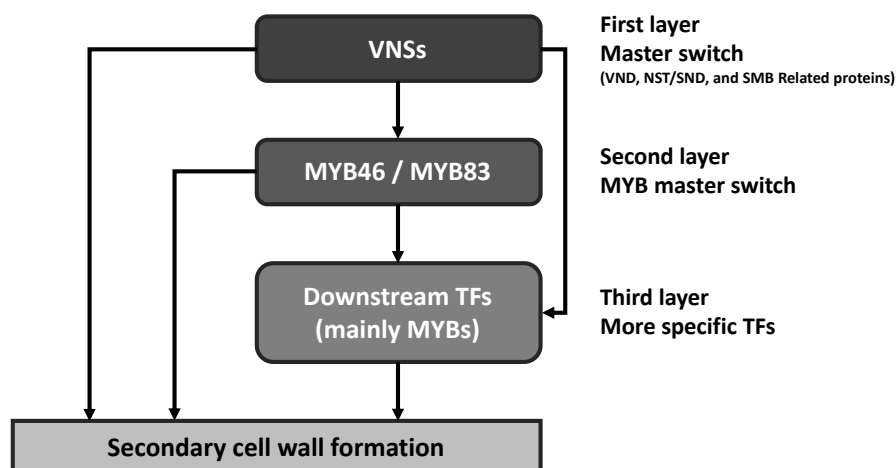 VNSs
First layer
Master switch
(VND, NST/SND, and SMB Related proteins)
MYB46 / MYB83
Second layer
MYB master switch
Downstream TFs
(mainly MYBs)
Third layer
More specific TFs
Secondary cell wall formation